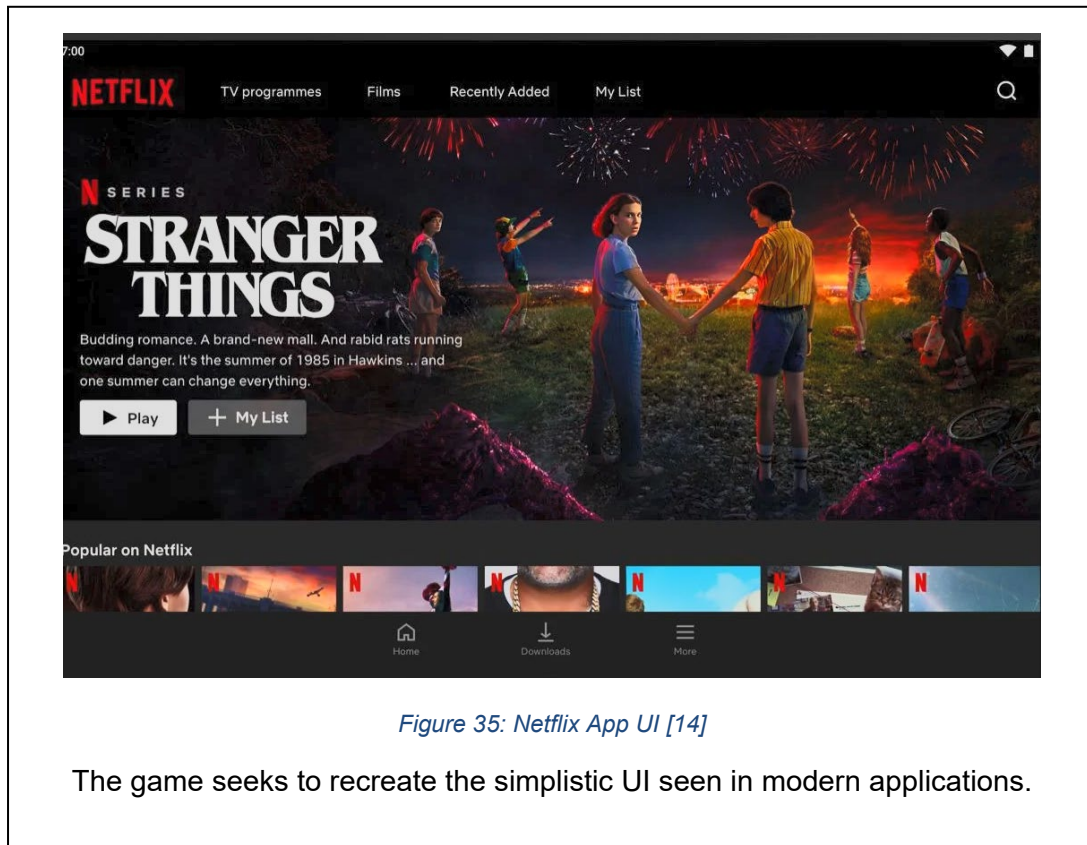 7:00
NETFLIX TV programmes Films Recently Added My List
N SERIES
STRANGER
THINGS
Budding romance. A brand-new mall. And rabid rats running
toward danger. It's the summer of 1985 in Hawkins ... and
one summer can change everything.
Play + My List
Popular on Netflix
N N N N N N N
Home Downloads More
Figure 35: Netflix App UI [14]
The game seeks to recreate the simplistic UI seen in modern applications.